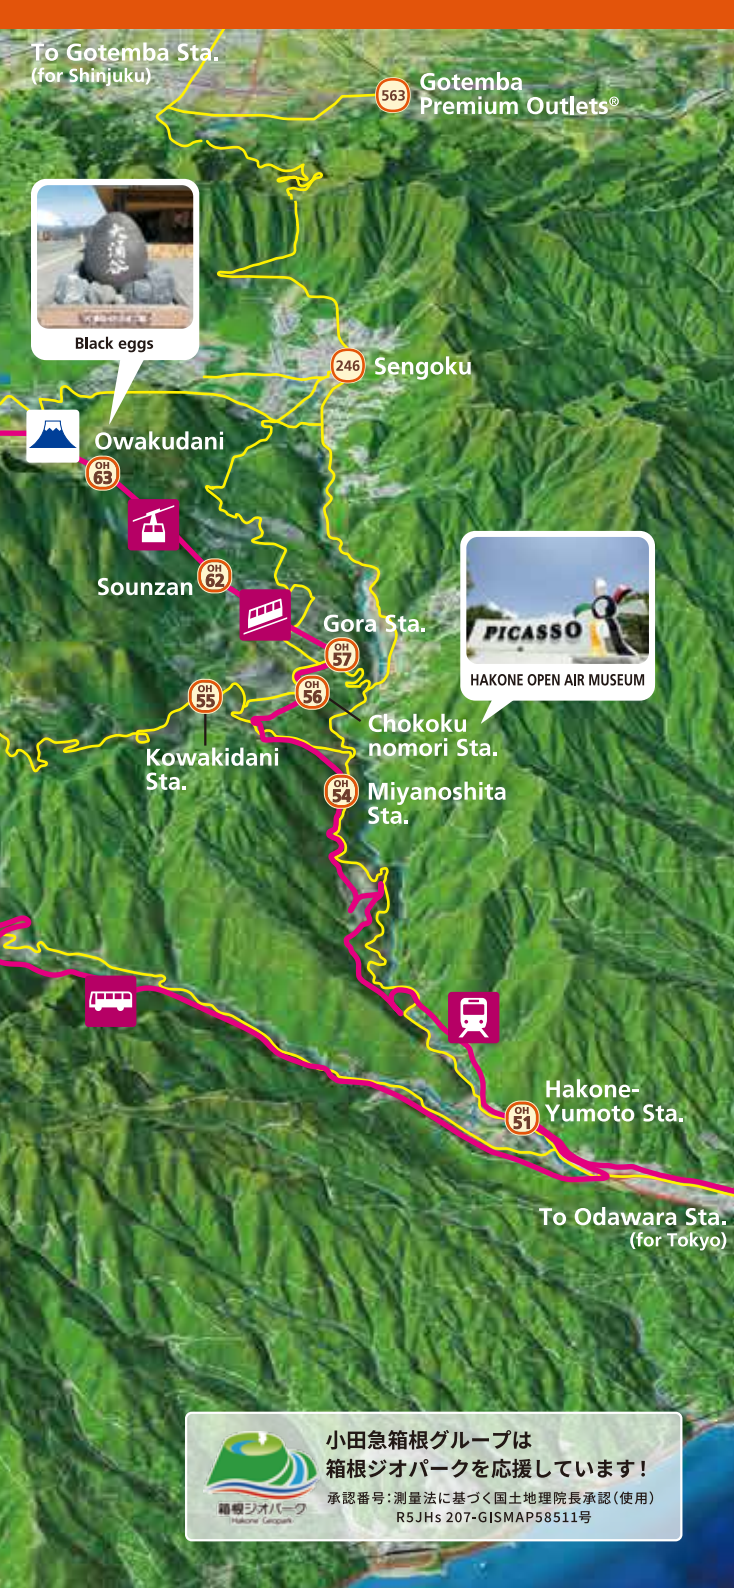 To Gotemba Sta.
(for Shinjuku)
563
Gotemba
Premium Outlets®
大涌谷
Black eggs
246
Sengoku
Owakudani
OH
63
Sounzan
OH
62
PICASSO
HAKONE OPEN AIR MUSEUM
Gora Sta.
OH
57
OH
55
OH
56
Kowakidani
Sta.
Chokoku
nomori Sta.
OH
54
Miyanoshita
Sta.
Hakone-
Yumoto Sta.
OH
51
To Odawara Sta.
(for Tokyo)
小田急箱根グループは
箱根ジオパークを応援しています!
承認番号:測量法に基づく国土地理院長承認(使用)
R5JHs 207-GISMAP58511号
箱根ジオパーク
Hakone Geopark